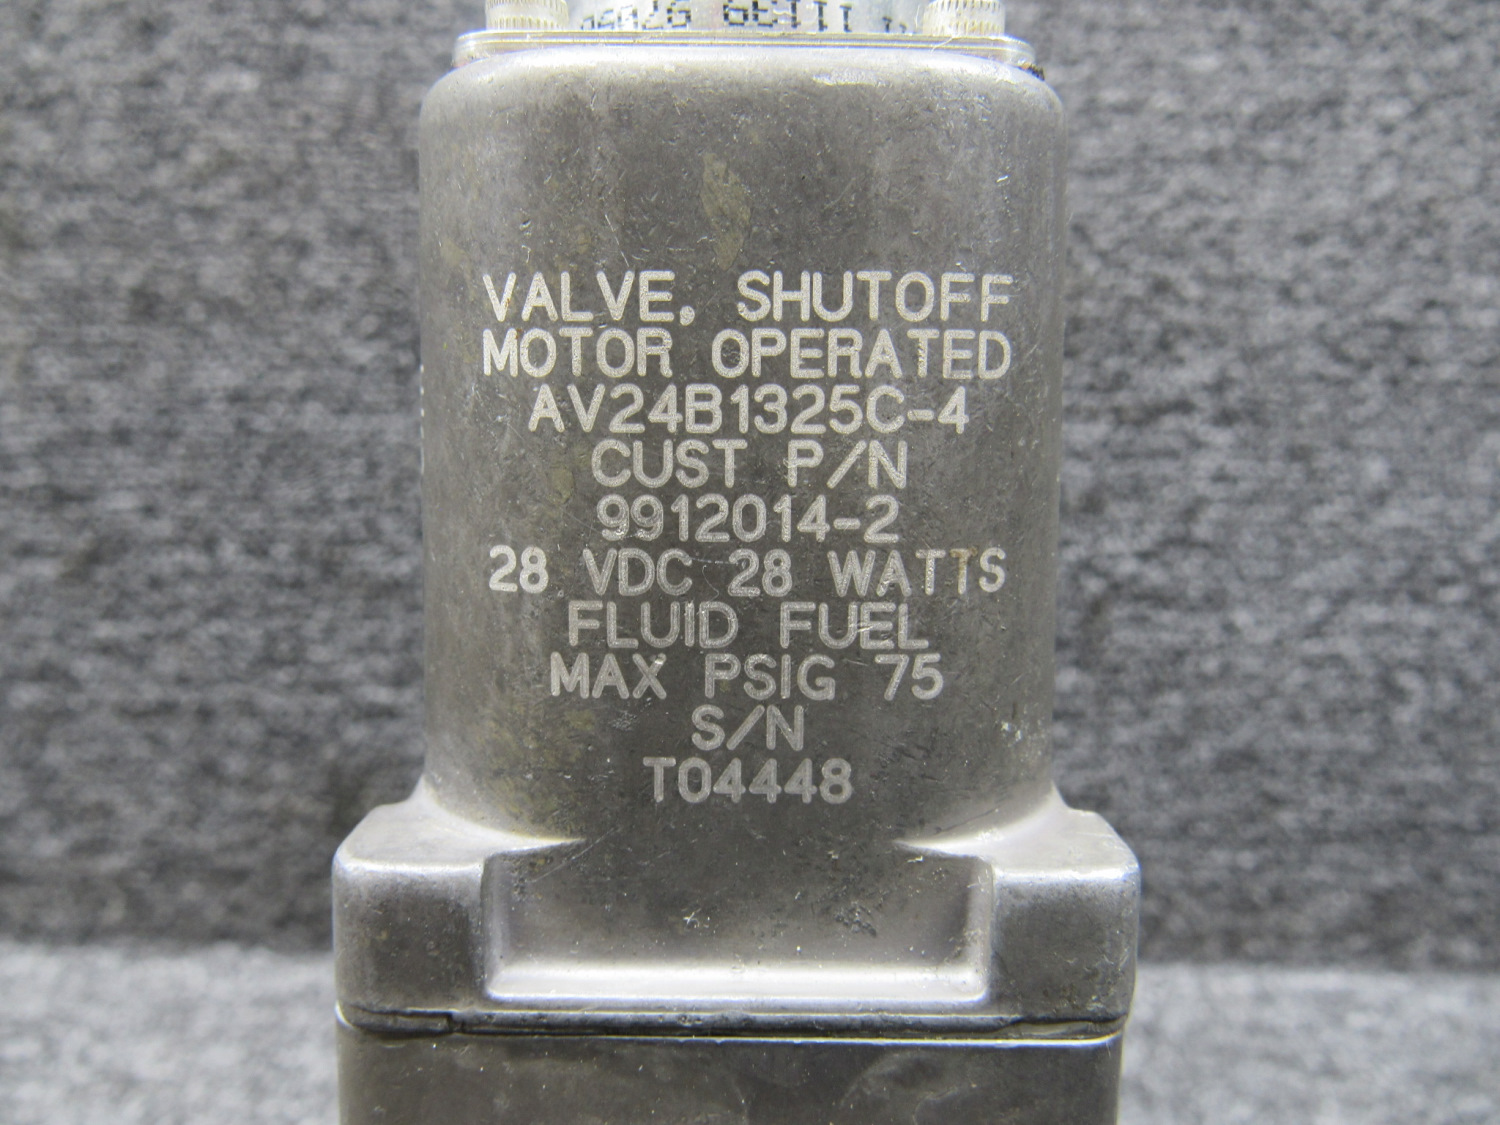 VALVE, SHUTOFF
MOTOR OPERATED
AV24B1325C-4
CUST P/N
9912014-2
28 VDC 28 WATTS
FLUID FUEL
MAX PSIG 75
S/N
T04448